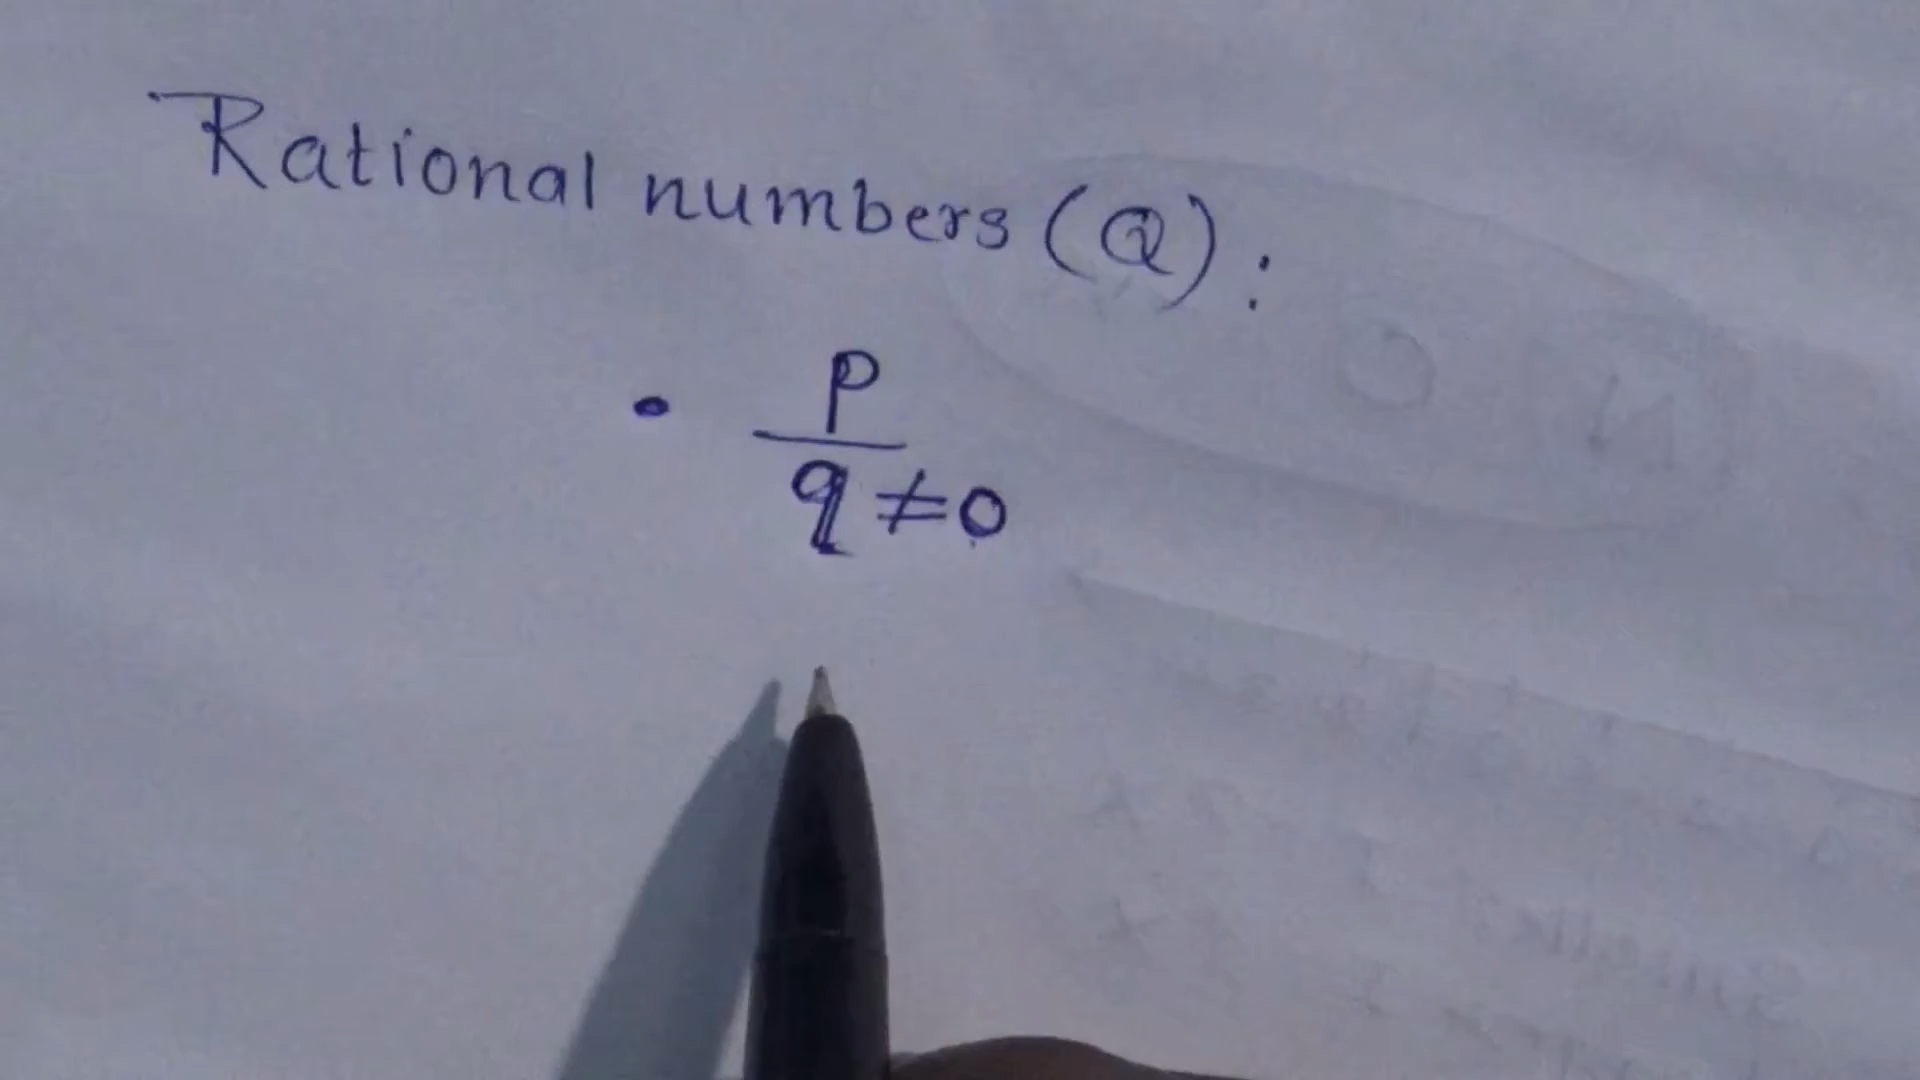 Rational numbers (Q):
• p
q ≠ 0